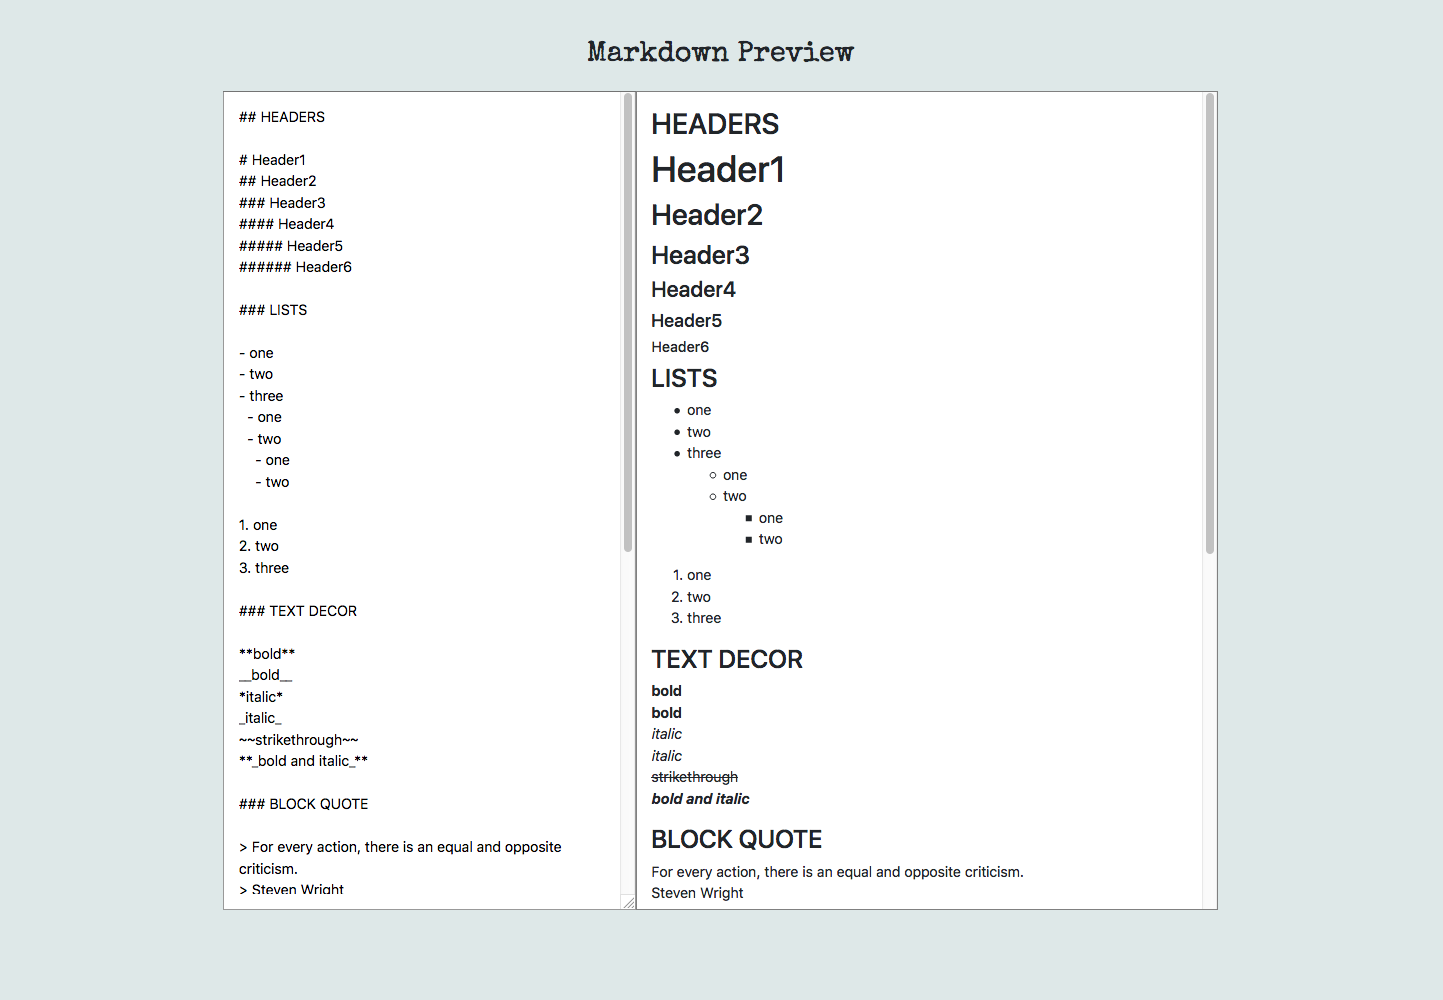 Markdown Preview
## HEADERS
# Header1
## Header2
### Header3
#### Header4
##### Header5
###### Header6
### LISTS
- one
- two
- three
  - one
  - two
    - one
    - two
1. one
2. two
3. three
### TEXT DECOR
**bold**
__bold__
*italic*
_italic_
~~strikethrough~~
**_bold and italic_**
### BLOCK QUOTE
> For every action, there is an equal and opposite
criticism.
> Steven Wright
HEADERS
Header1
Header2
Header3
Header4
Header5
Header6
LISTS
• one
• two
• three
○ one
○ two
■ one
■ two
1. one
2. two
3. three
TEXT DECOR
bold
bold
italic
italic
strikethrough
bold and italic
BLOCK QUOTE
For every action, there is an equal and opposite criticism.
Steven Wright